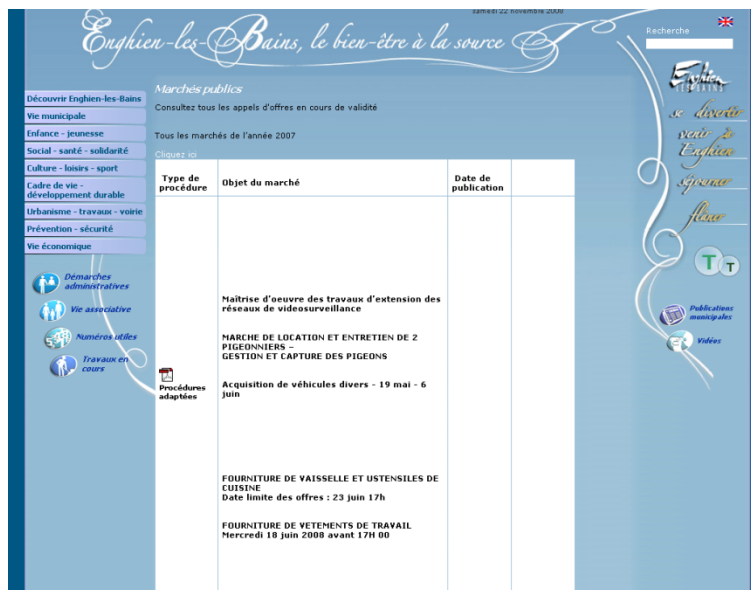 samedi 22 novembre 2008
Enghien-les-Bains, le bien-être à la source
Recherche
Enghien
LES BAINS
se divertir
venir à
Enghien
séjourner
flâner
T T
Publications
municipales
Vidéos
Découvrir Enghien-les-Bains
Vie municipale
Enfance - jeunesse
Social - santé - solidarité
Culture - loisirs - sport
Cadre de vie -
développement durable
Urbanisme - travaux - voirie
Prévention - sécurité
Vie économique
Démarches
administratives
Vie associative
Numéros utiles
Travaux en
cours
Marchés publics
Consultez tous les appels d'offres en cours de validité
Tous les marchés de l'année 2007
Cliquez ici
Type de
procédure
Objet du marché
Date de
publication
Procédures
adaptées
Maîtrise d'oeuvre des travaux d'extension des
réseaux de videosurveillance
MARCHE DE LOCATION ET ENTRETIEN DE 2
PIGEONNIERS –
GESTION ET CAPTURE DES PIGEONS
Acquisition de véhicules divers - 19 mai - 6
juin
FOURNITURE DE VAISSELLE ET USTENSILES DE
CUISINE
Date limite des offres : 23 juin 17h
FOURNITURE DE VETEMENTS DE TRAVAIL
Mercredi 18 juin 2008 avant 17H 00